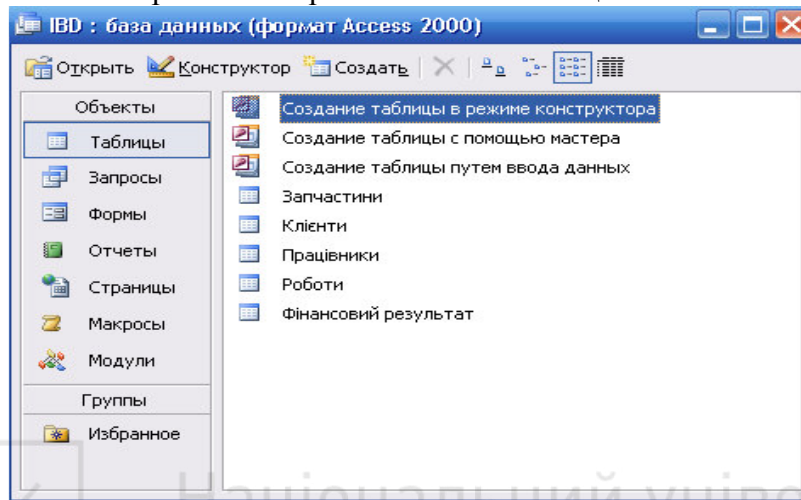 IBD : база данных (формат Access 2000)
Открыть Конструктор Создать
Объекты
Таблицы
Запросы
Формы
Отчеты
Страницы
Макросы
Модули
Группы
Избранное
Создание таблицы в режиме конструктора
Создание таблицы с помощью мастера
Создание таблицы путем ввода данных
Запчастини
Клієнти
Працівники
Роботи
Фінансовий результат